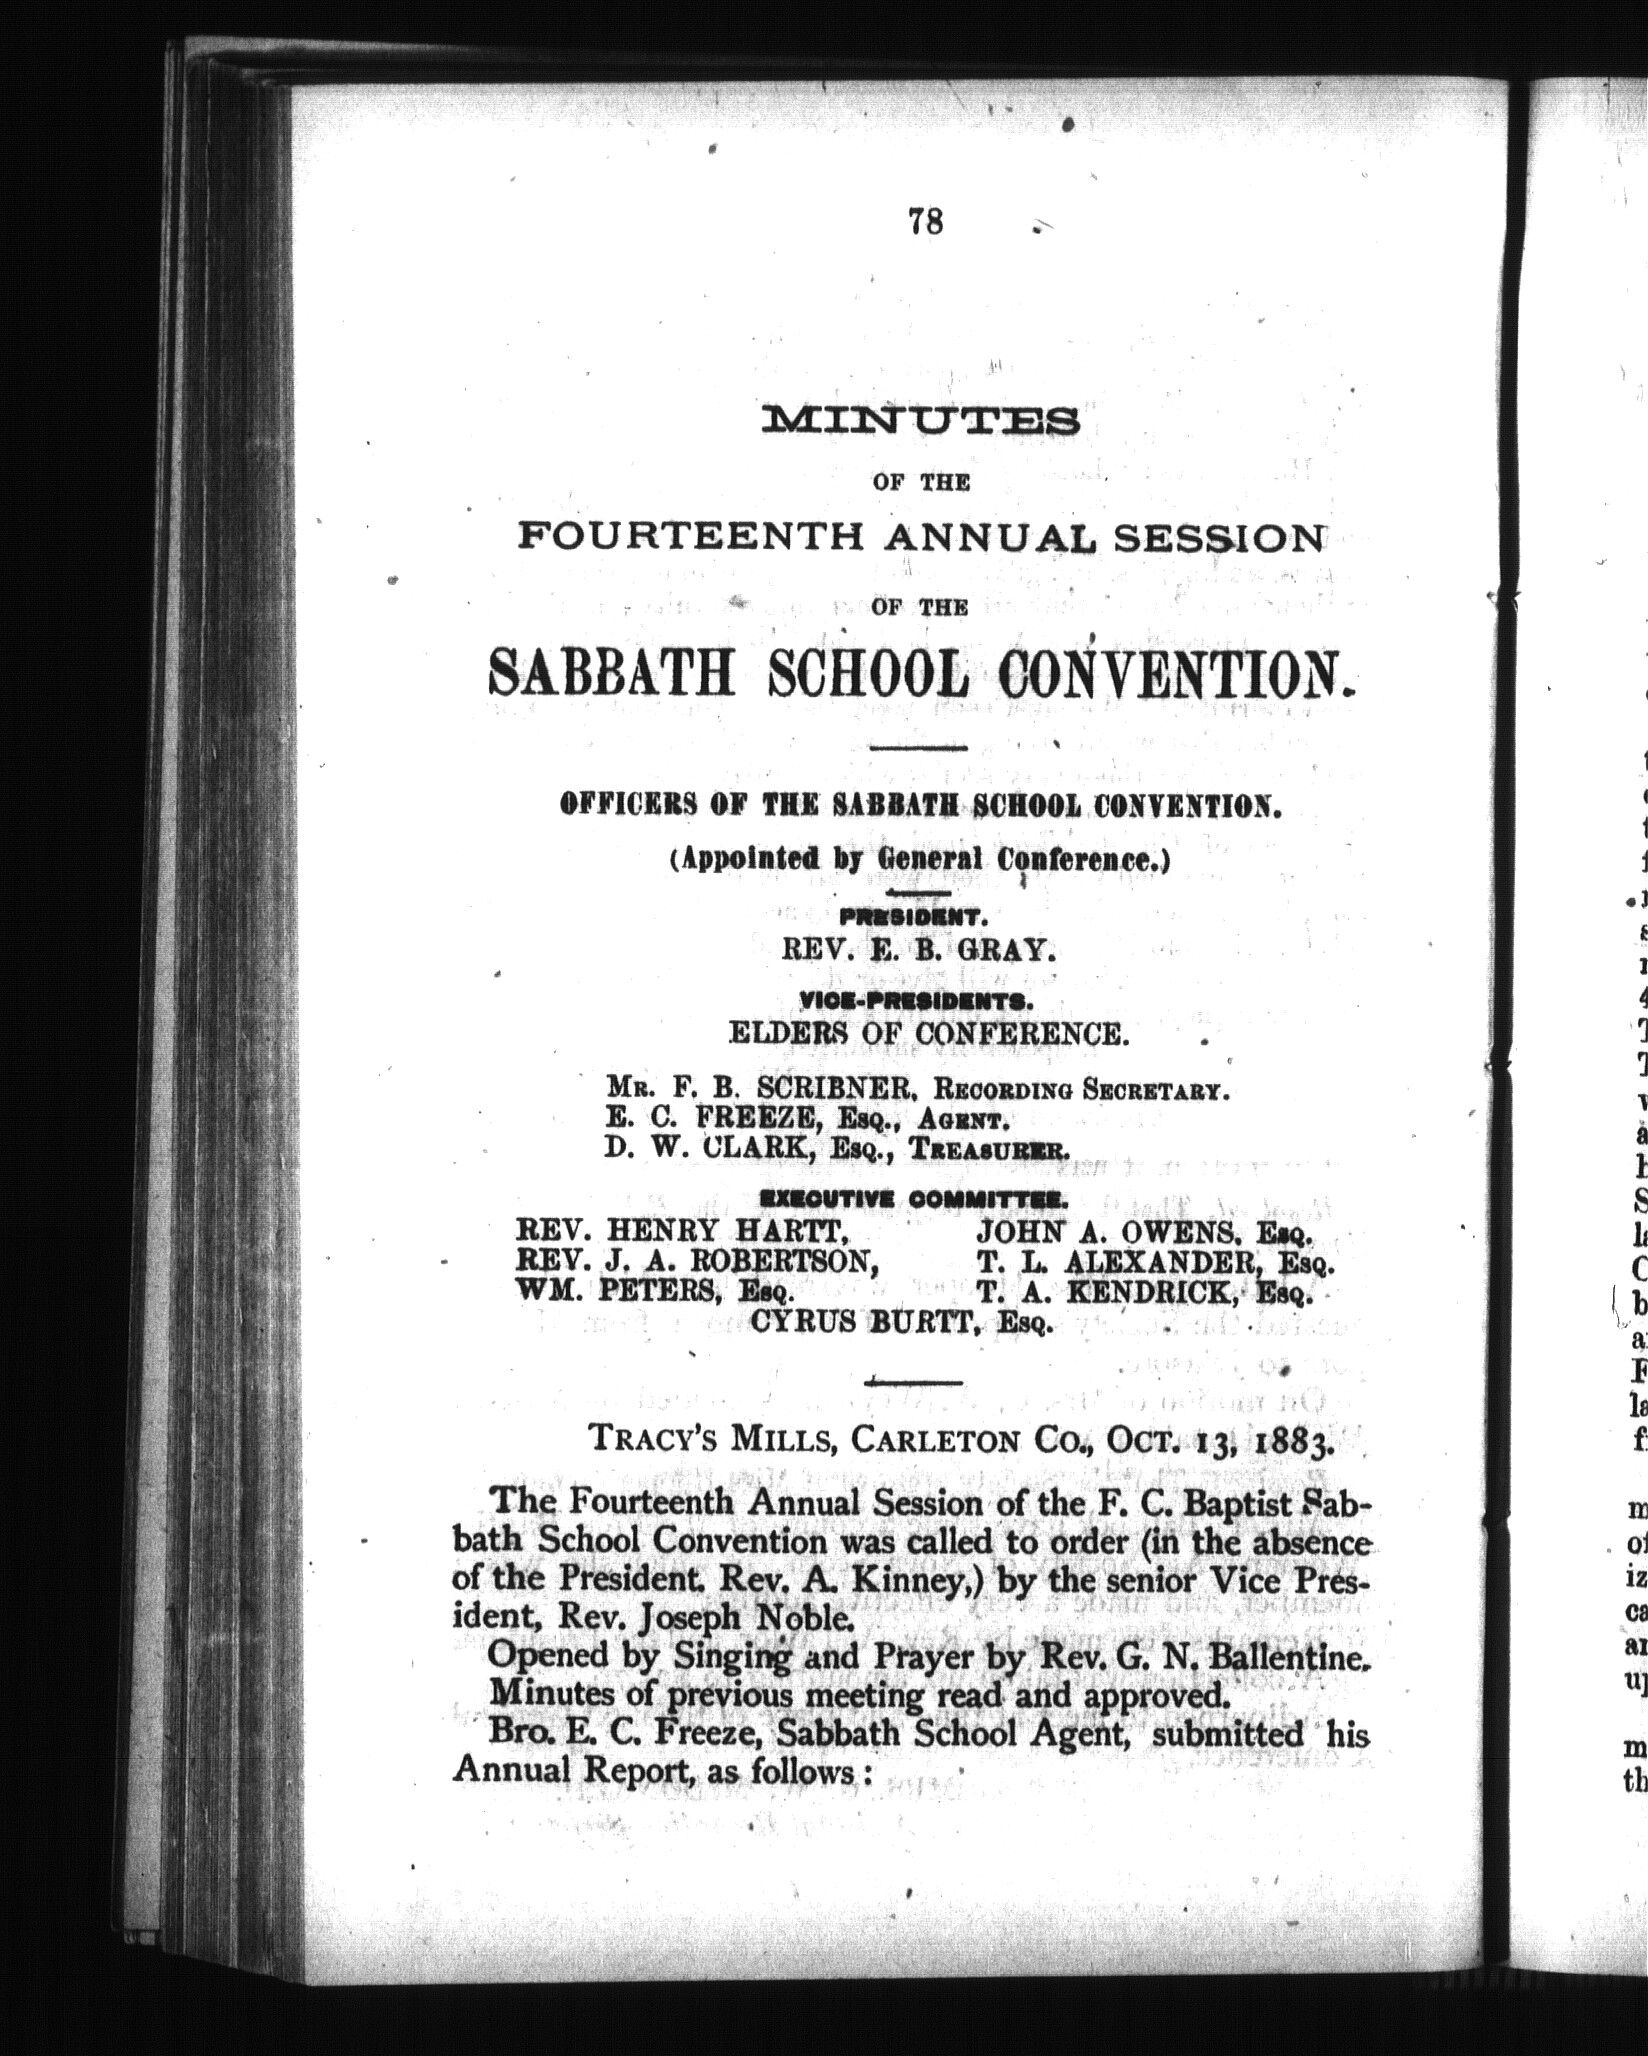 78
MINUTES
OF THE
FOURTEENTH ANNUAL SESSION
OF THE
SABBATH SCHOOL CONVENTION.
OFFICERS OF THE SABBATH SCHOOL CONVENTION.
(Appointed by General Conference.)
PRESIDENT.
REV. E. B. GRAY.
VICE-PRESIDENTS.
ELDERS OF CONFERENCE.
MR. F. B. SCRIBNER, RECORDING SECRETARY.
E. C. FREEZE, ESQ., AGENT.
D. W. CLARK, ESQ., TREASURER.
EXECUTIVE COMMITTEE.
REV. HENRY HARTT, JOHN A. OWENS, ESQ.
REV. J. A. ROBERTSON, T. L. ALEXANDER, ESQ.
WM. PETERS, ESQ. T. A. KENDRICK, ESQ.
CYRUS BURTT, ESQ.
TRACY'S MILLS, CARLETON CO., OCT. 13, 1883.
The Fourteenth Annual Session of the F. C. Baptist Sab-
bath School Convention was called to order (in the absence
of the President. Rev. A. Kinney,) by the senior Vice Pres-
ident, Rev. Joseph Noble.
Opened by Singing and Prayer by Rev. G. N. Ballentine.
Minutes of previous meeting read and approved.
Bro. E. C. Freeze, Sabbath School Agent, submitted his
Annual Report, as follows :